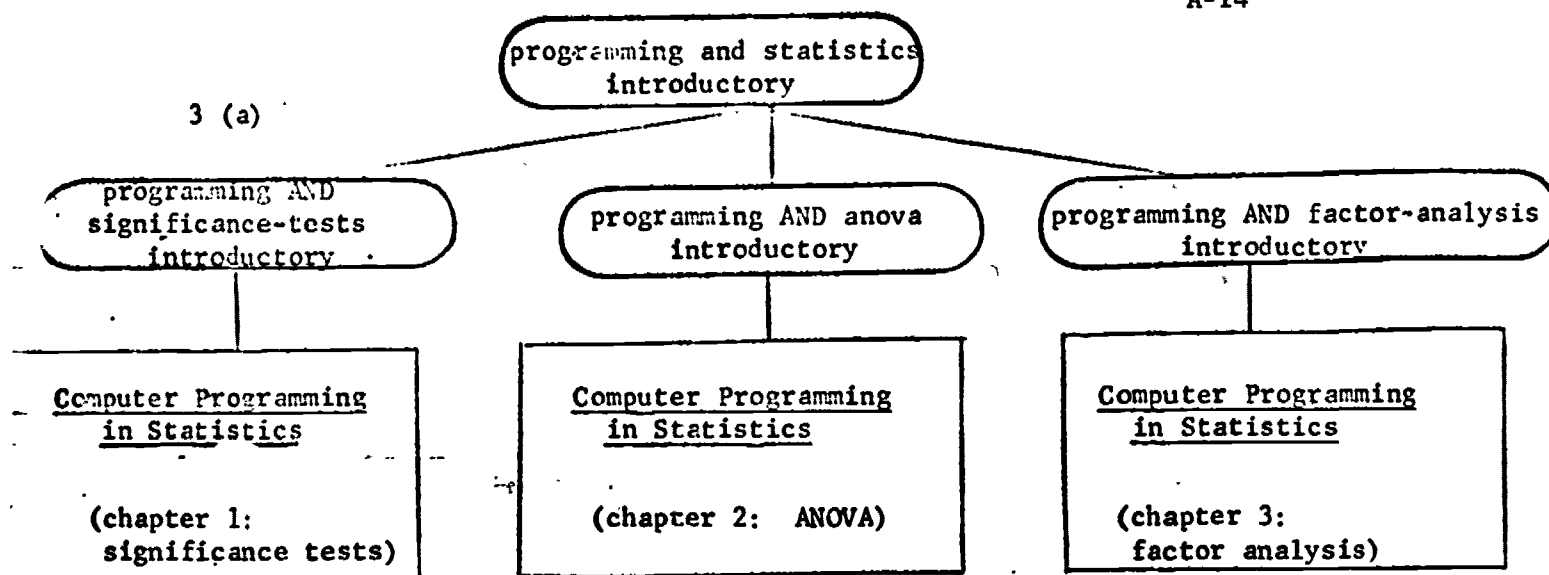 A-14
programming and statistics
introductory
3 (a)
programming AND
significance-tests
introductory
programming AND anova
introductory
programming AND factor-analysis
introductory
Computer Programming
in Statistics
(chapter 1:
significance tests)
Computer Programming
in Statistics
(chapter 2: ANOVA)
Computer Programming
in Statistics
(chapter 3:
factor analysis)